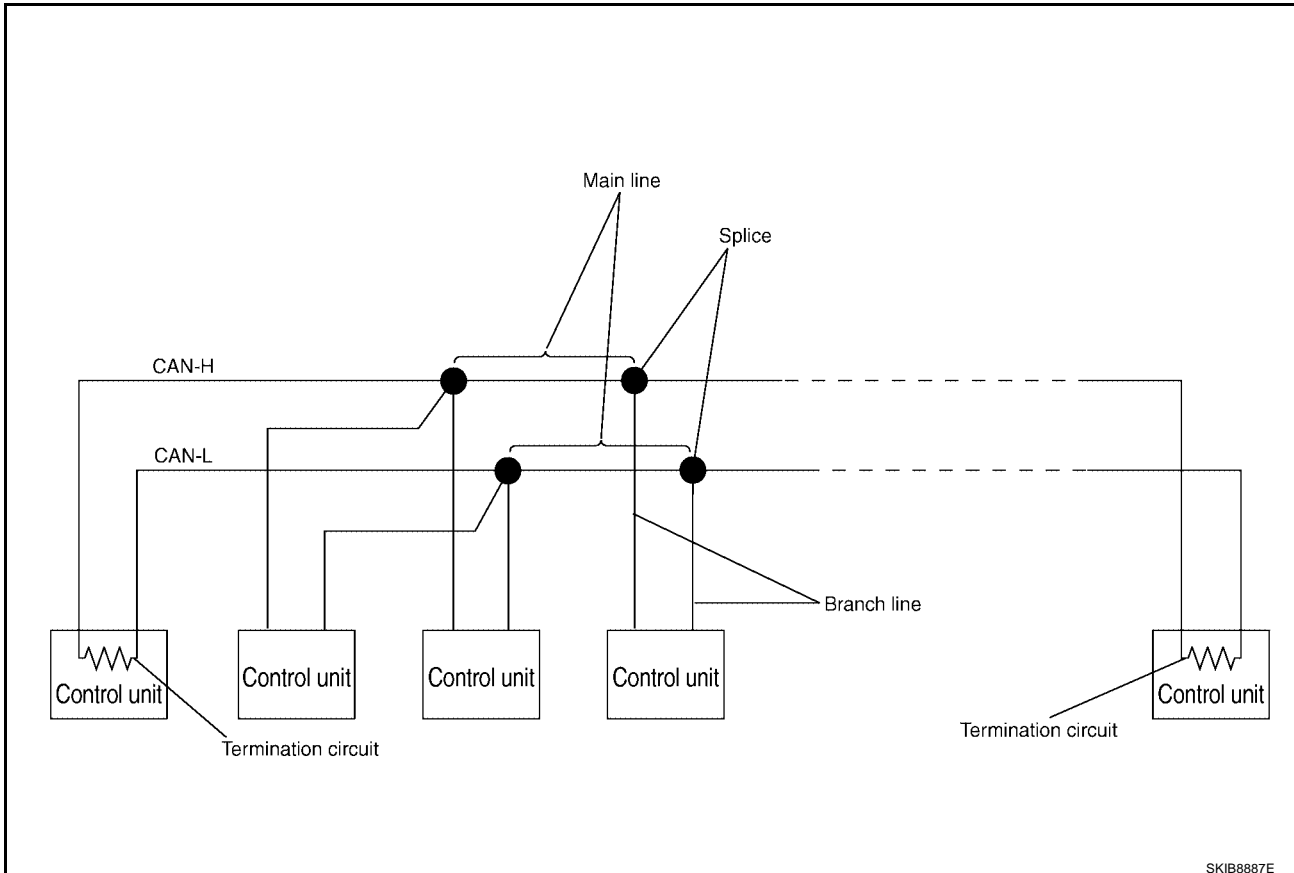 Main line
Splice
CAN-H
CAN-L
Branch line
Control unit
Control unit
Control unit
Control unit
Control unit
Termination circuit
Termination circuit
SKIB8887E